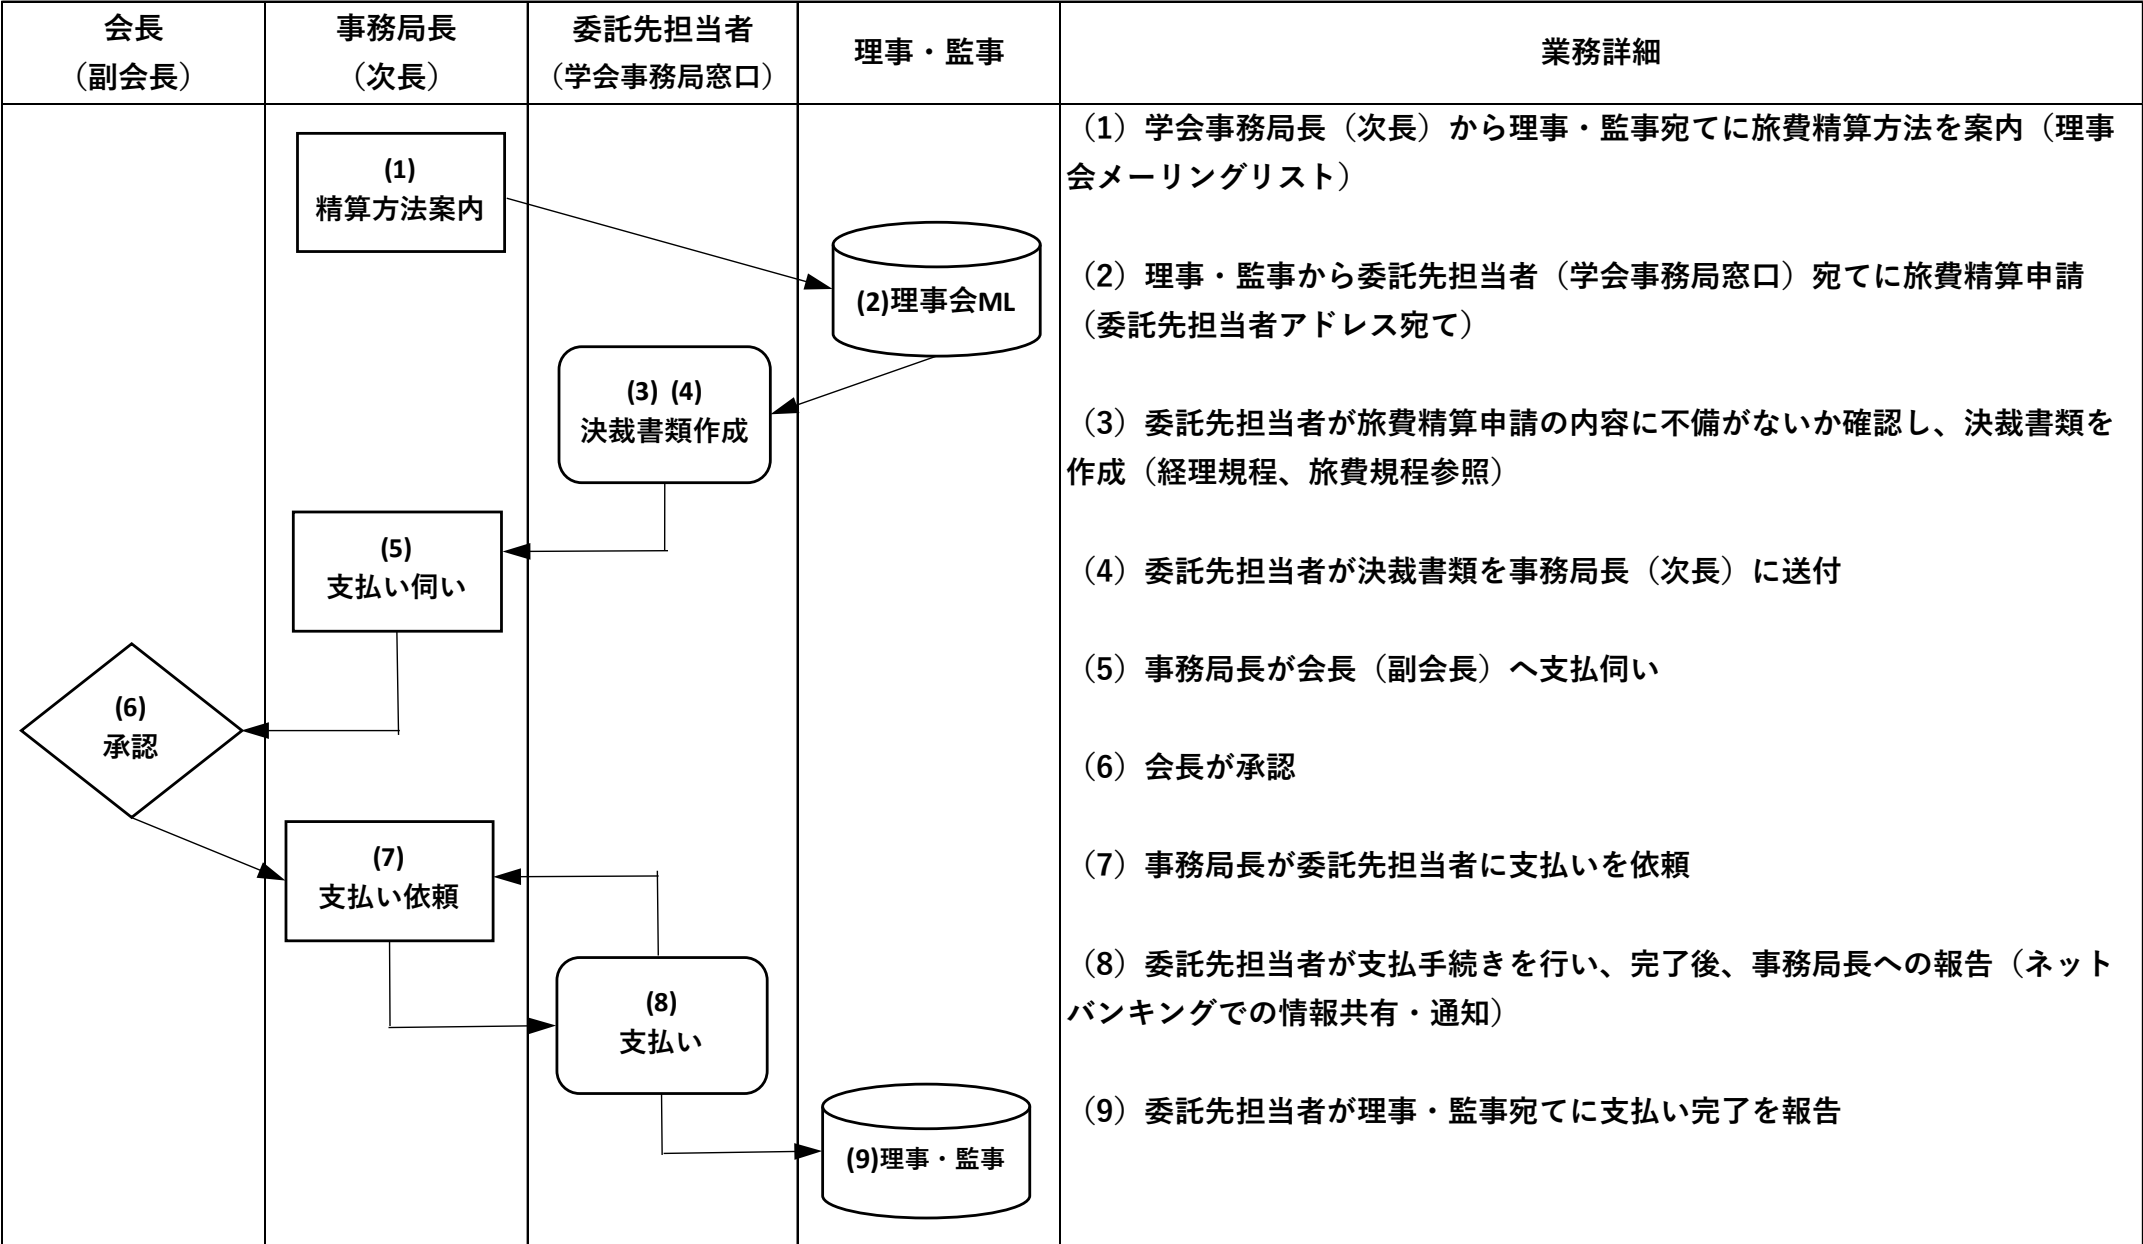 会長
（副会長）
事務局長
（次長）
委託先担当者
（学会事務局窓口）
理事・監事
業務詳細
(1)
精算方法案内
(2)理事会ML
(3) (4)
決裁書類作成
(5)
支払い伺い
(6)
承認
(7)
支払い依頼
(8)
支払い
(9)理事・監事
（1）学会事務局長（次長）から理事・監事宛てに旅費精算方法を案内（理事
会メーリングリスト）
（2）理事・監事から委託先担当者（学会事務局窓口）宛てに旅費精算申請
（委託先担当者アドレス宛て）
（3）委託先担当者が旅費精算申請の内容に不備がないか確認し、決裁書類を
作成（経理規程、旅費規程参照）
（4）委託先担当者が決裁書類を事務局長（次長）に送付
（5）事務局長が会長（副会長）へ支払伺い
（6）会長が承認
（7）事務局長が委託先担当者に支払いを依頼
（8）委託先担当者が支払手続きを行い、完了後、事務局長への報告（ネット
バンキングでの情報共有・通知）
（9）委託先担当者が理事・監事宛てに支払い完了を報告